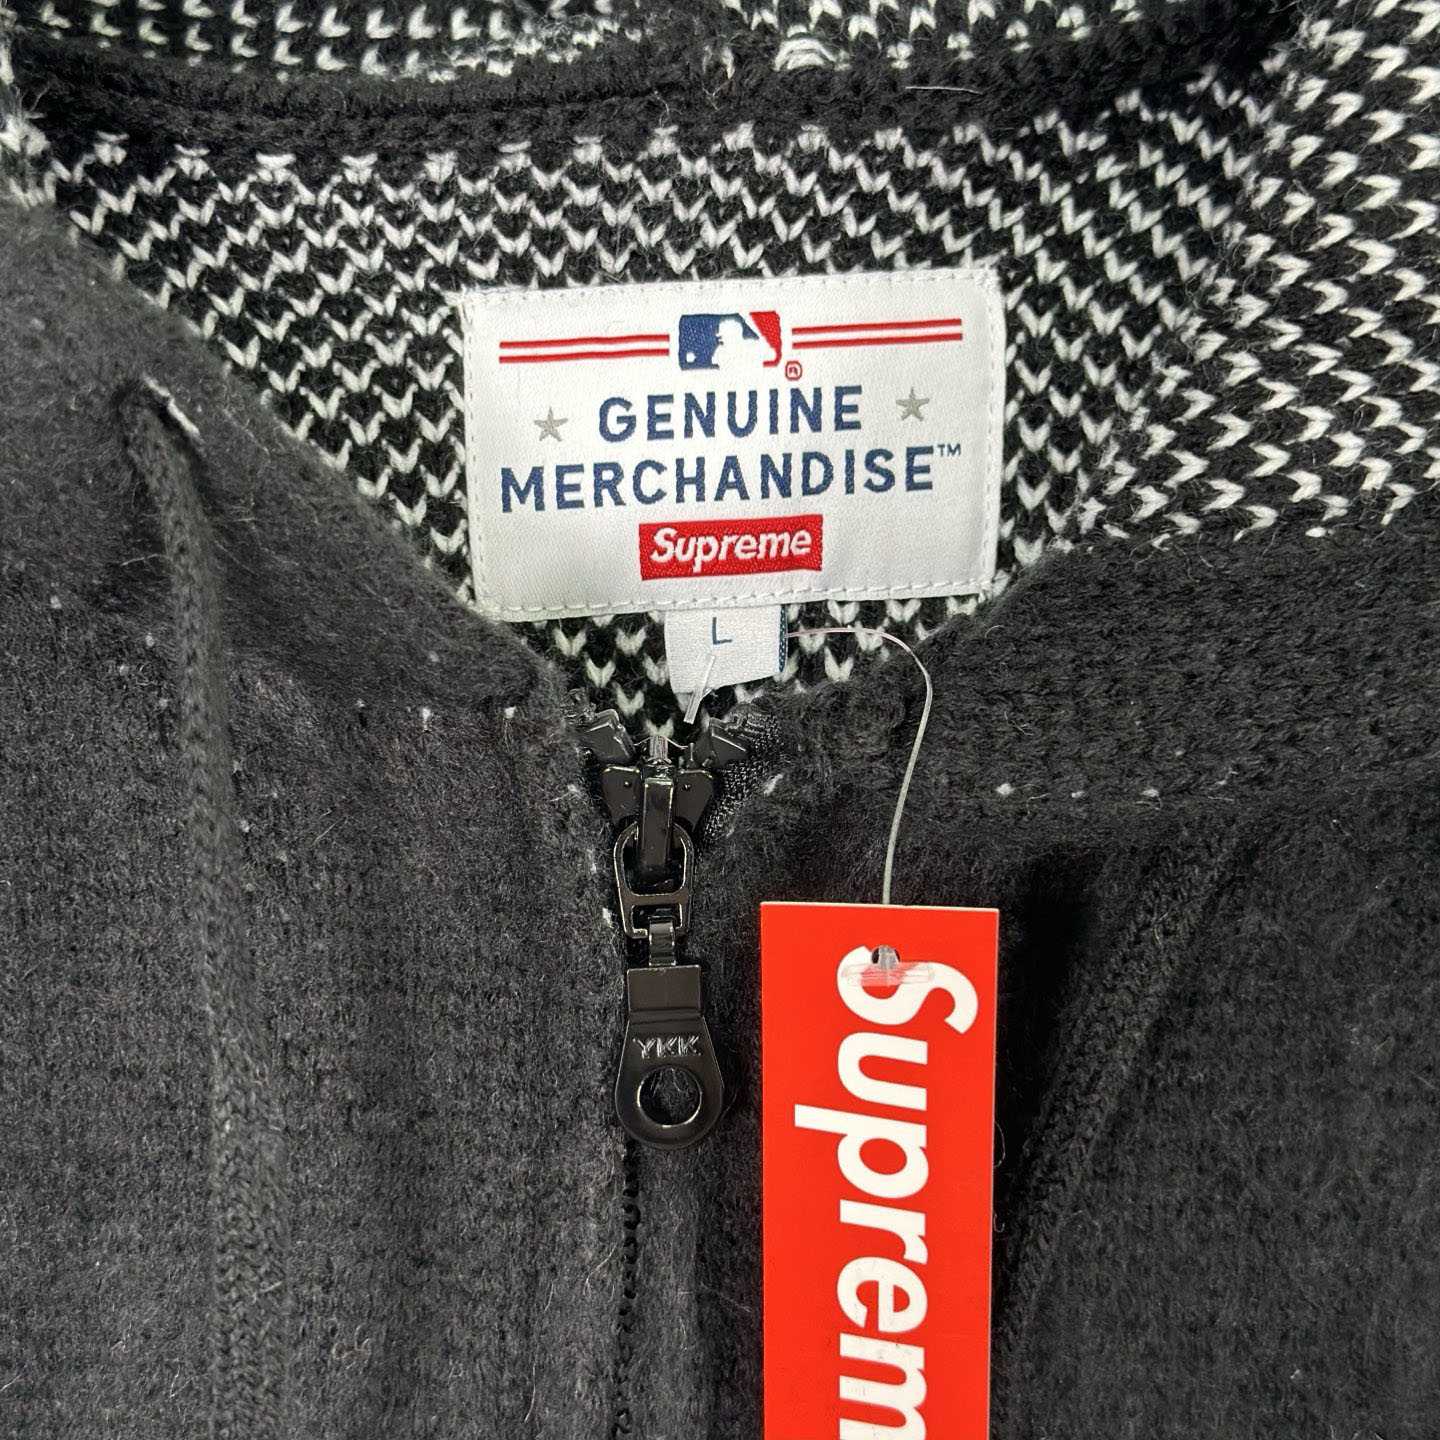 GENUINE
MERCHANDISE™
Supreme
L
YKK
Suprem